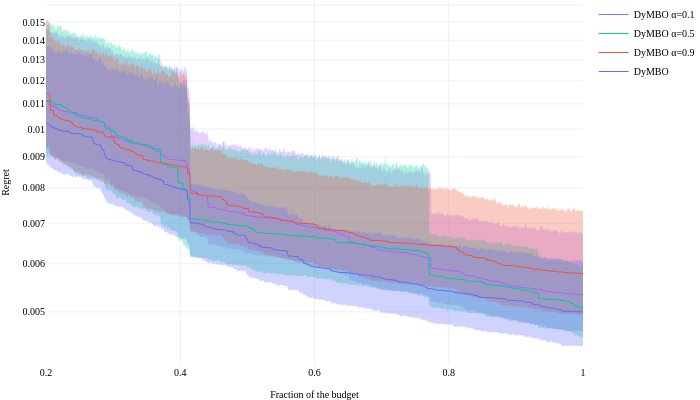 DyMBO α=0.1
DyMBO α=0.5
DyMBO α=0.9
DyMBO
0.015
0.014
0.013
0.012
0.011
0.01
0.009
0.008
0.007
0.006
0.005
Regret
0.2
0.4
0.6
0.8
1
Fraction of the budget